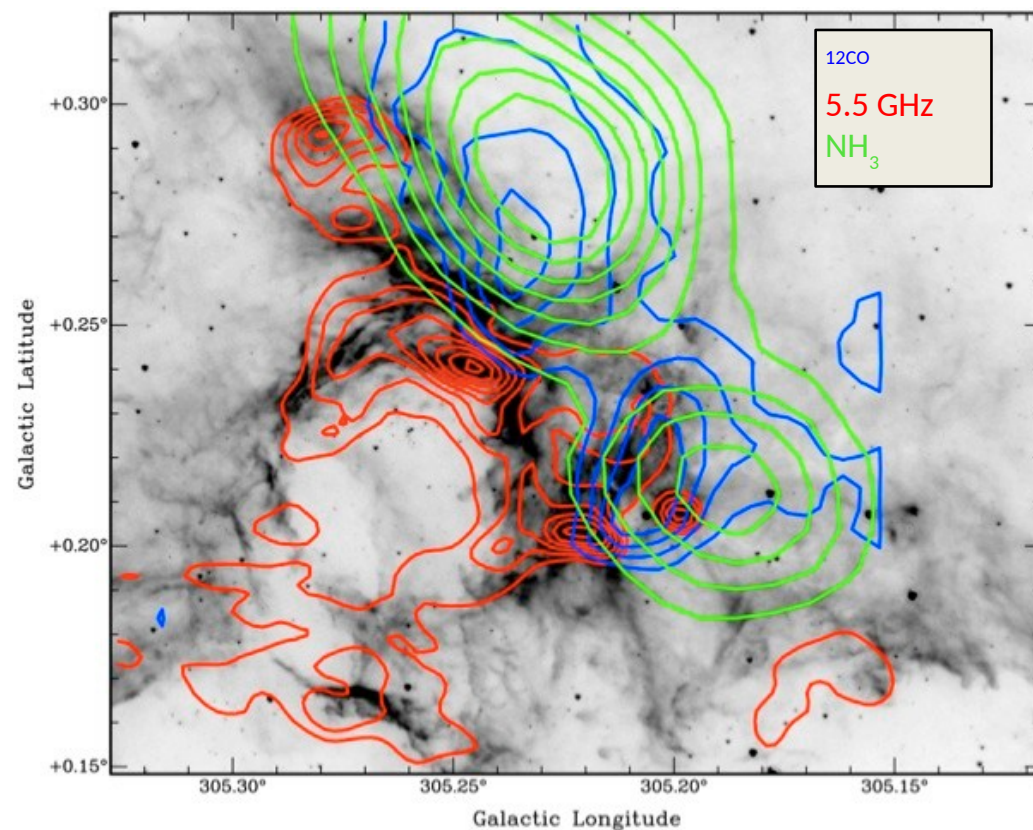 12CO
5.5 GHz
NH3
+0.30°
+0.25°
+0.20°
+0.15°
Galactic Latitude
305.30° 305.25° 305.20° 305.15°
Galactic Longitude